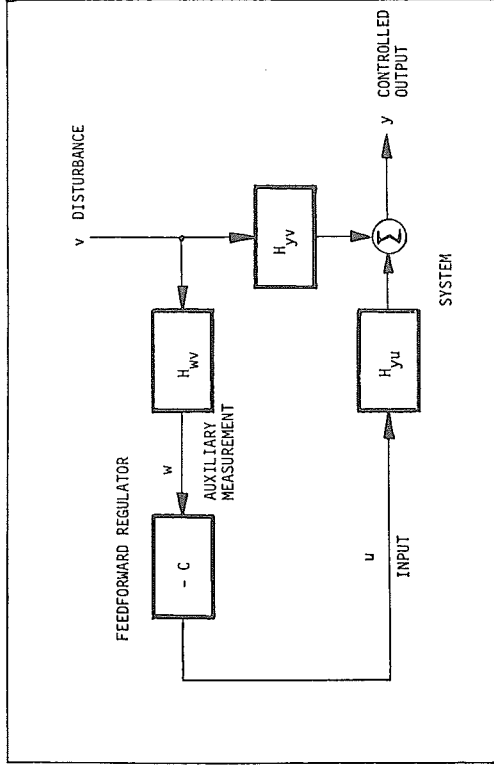 FEEDFORWARD REGULATOR
v DISTURBANCE
- C
w
H_wv
AUXILIARY
MEASUREMENT
H_yv
u
INPUT
H_yu
Σ
y CONTROLLED
OUTPUT
SYSTEM